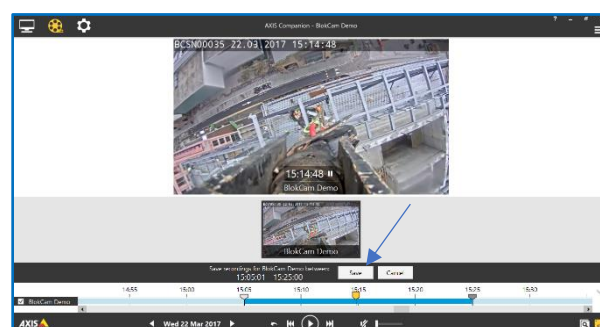 AXIS Companion - BlokCam Demo
? - ×
BCSN00035 22.03.2017 15:14:48
15:14:48
BlokCam Demo
BlokCam Demo
Save recordings for BlokCam Demo between:
15:05:01 15:25:00
Save Cancel
14:55 15:00 15:05 15:10 15:15 15:20 15:25 15:30
BlokCam Demo
AXIS Wed 22 Mar 2017